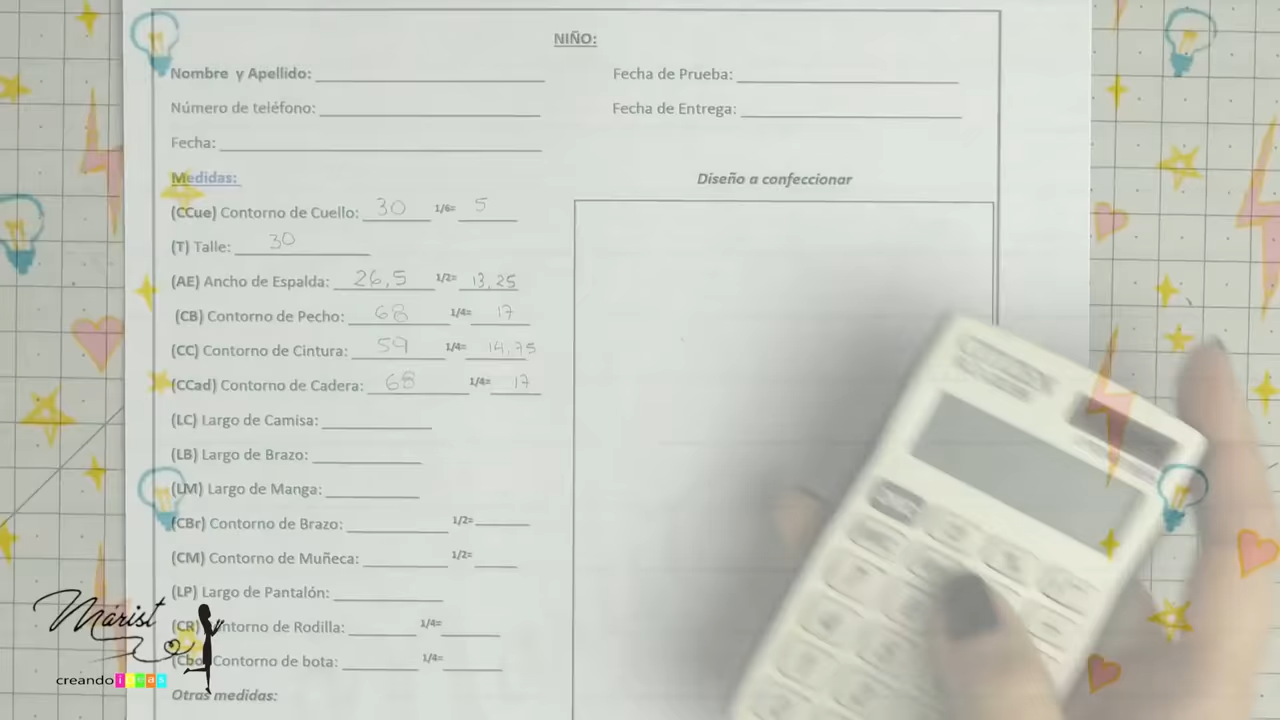 NIÑO:
Nombre y Apellido:
Fecha de Prueba:
Número de teléfono:
Fecha de Entrega:
Fecha:
Medidas:
Diseño a confeccionar
(CCue) Contorno de Cuello: 30 1/6= 5
(T) Talle: 30
(AE) Ancho de Espalda: 26,5 1/2= 13,25
(CB) Contorno de Pecho: 68 1/4= 17
(CC) Contorno de Cintura: 59 1/4= 14,75
(CCad) Contorno de Cadera: 68 1/4= 17
(LC) Largo de Camisa:
(LB) Largo de Brazo:
(LM) Largo de Manga:
(CBr) Contorno de Brazo: 1/2=
(CM) Contorno de Muñeca: 1/2=
(LP) Largo de Pantalón:
(CR) Contorno de Rodilla: 1/4=
(Cbo) Contorno de bota: 1/4=
Otras medidas:
Márist
creando ideas